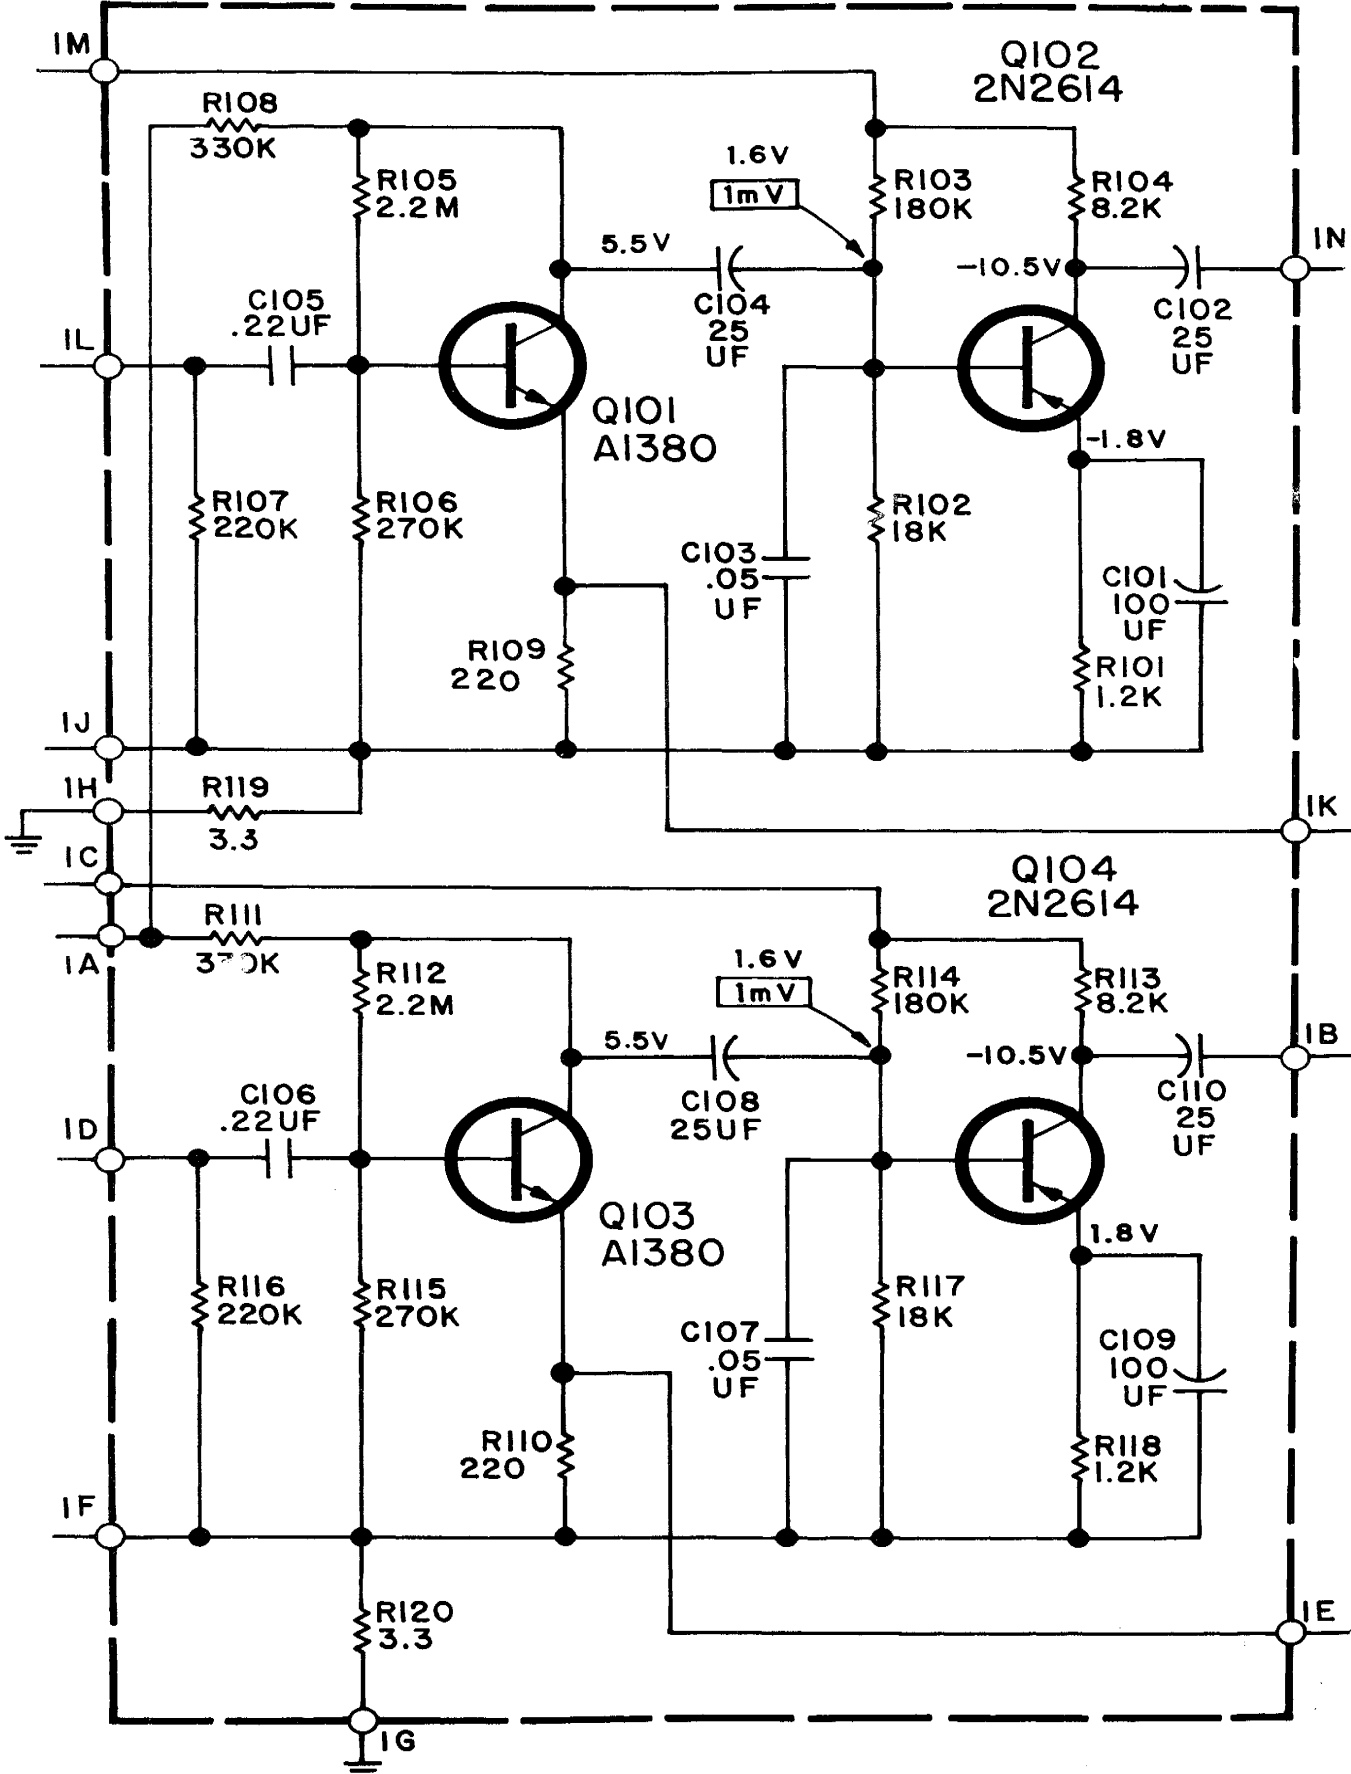 1M
Q102
2N2614
R108
330K
1.6V
1mV
R105
2.2M
R103
180K
R104
8.2K
5.5V
1N
-10.5V
C105
.22UF
C104
25
UF
C102
25
UF
1L
Q101
A1380
-1.8V
R107
220K
R106
270K
R102
18K
C103
.05
UF
C101
100
UF
R109
220
R101
1.2K
1J
1H
R119
3.3
1K
1C
Q104
2N2614
R111
1A
R112
2.2M
1.6V
1mV
R114
180K
R113
8.2K
5.5V
-10.5V
1B
C106
.22UF
C108
25UF
C110
25
UF
1D
Q103
A1380
1.8V
R116
220K
R115
270K
R117
18K
C107
.05
UF
C109
100
UF
R110
220
R118
1.2K
1F
R120
3.3
1E
1G